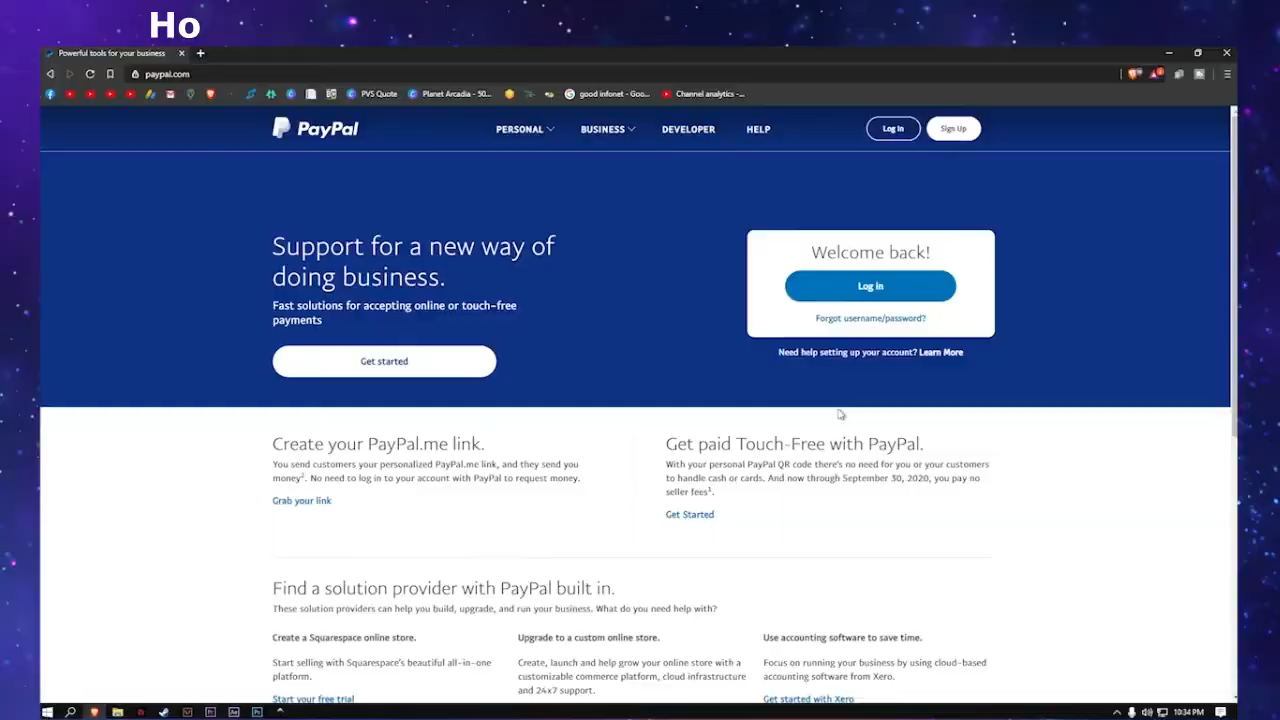 Ho
Powerful tools for your business
paypal.com
PVS Quote
Planet Arcadia - 50...
good infonet - Goo...
Channel analytics -...
PayPal
PERSONAL
BUSINESS
DEVELOPER
HELP
Log In
Sign Up
Support for a new way of
doing business.
Fast solutions for accepting online or touch-free
payments
Get started
Welcome back!
Log in
Forgot username/password?
Need help setting up your account? Learn More
Create your PayPal.me link.
You send customers your personalized PayPal.me link, and they send you
money2. No need to log in to your account with PayPal to request money.
Grab your link
Get paid Touch-Free with PayPal.
With your personal PayPal QR code there's no need for you or your customers
to handle cash or cards. And now through September 30, 2020, you pay no
seller fees1.
Get Started
Find a solution provider with PayPal built in.
These solution providers can help you build, upgrade, and run your business. What do you need help with?
Create a Squarespace online store.
Start selling with Squarespace's beautiful all-in-one
platform.
Start your free trial
Upgrade to a custom online store.
Create, launch and help grow your online store with a
customizable commerce platform, cloud infrastructure
and 24x7 support.
Use accounting software to save time.
Focus on running your business by using cloud-based
accounting software from Xero.
Get started with Xero
10:34 PM